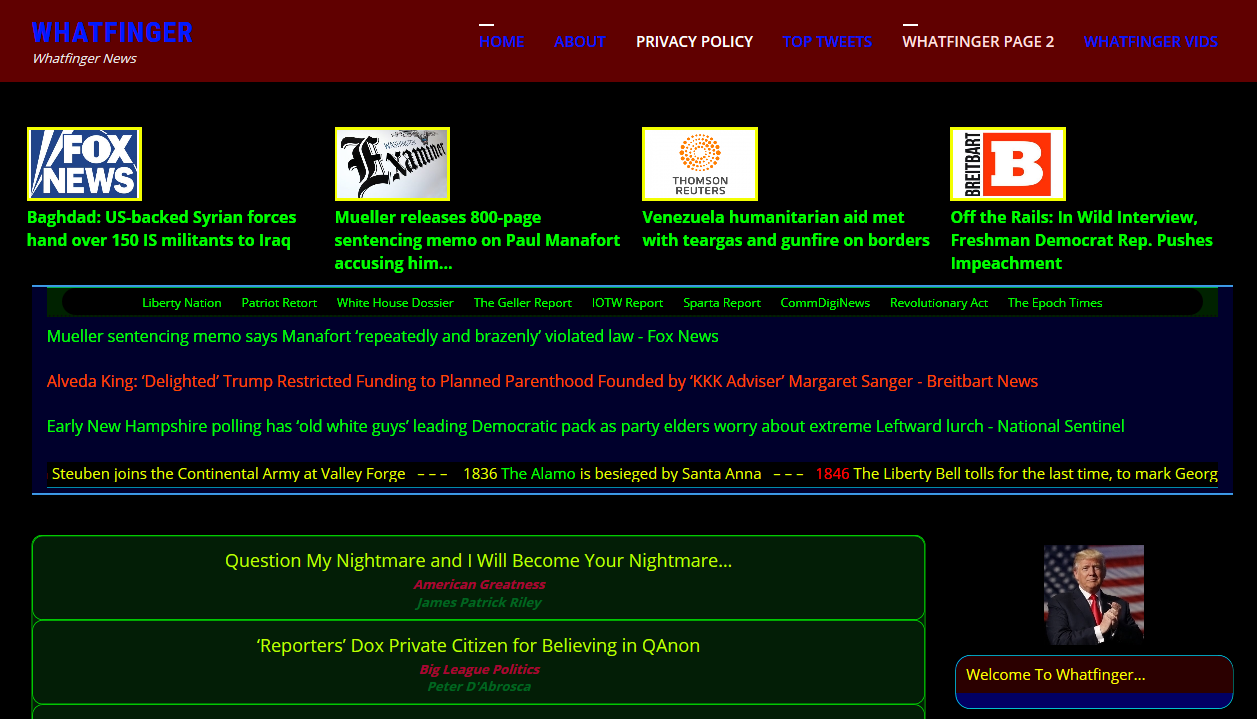 WHATFINGER
Whatfinger News
HOME ABOUT PRIVACY POLICY TOP TWEETS WHATFINGER PAGE 2 WHATFINGER VIDS
FOX
NEWS
WASHINGTON
Examiner
THOMSON
REUTERS
BREITBART
B
Baghdad: US-backed Syrian forces
hand over 150 IS militants to Iraq
Mueller releases 800-page
sentencing memo on Paul Manafort
accusing him...
Venezuela humanitarian aid met
with teargas and gunfire on borders
Off the Rails: In Wild Interview,
Freshman Democrat Rep. Pushes
Impeachment
Liberty Nation Patriot Retort White House Dossier The Geller Report IOTW Report Sparta Report CommDigiNews Revolutionary Act The Epoch Times
Mueller sentencing memo says Manafort ‘repeatedly and brazenly’ violated law - Fox News
Alveda King: ‘Delighted’ Trump Restricted Funding to Planned Parenthood Founded by ‘KKK Adviser’ Margaret Sanger - Breitbart News
Early New Hampshire polling has ‘old white guys’ leading Democratic pack as party elders worry about extreme Leftward lurch - National Sentinel
Steuben joins the Continental Army at Valley Forge – – – 1836 The Alamo is besieged by Santa Anna – – – 1846 The Liberty Bell tolls for the last time, to mark Georg
Question My Nightmare and I Will Become Your Nightmare...
American Greatness
James Patrick Riley
‘Reporters’ Dox Private Citizen for Believing in QAnon
Big League Politics
Peter D’Abrosca
Welcome To Whatfinger...